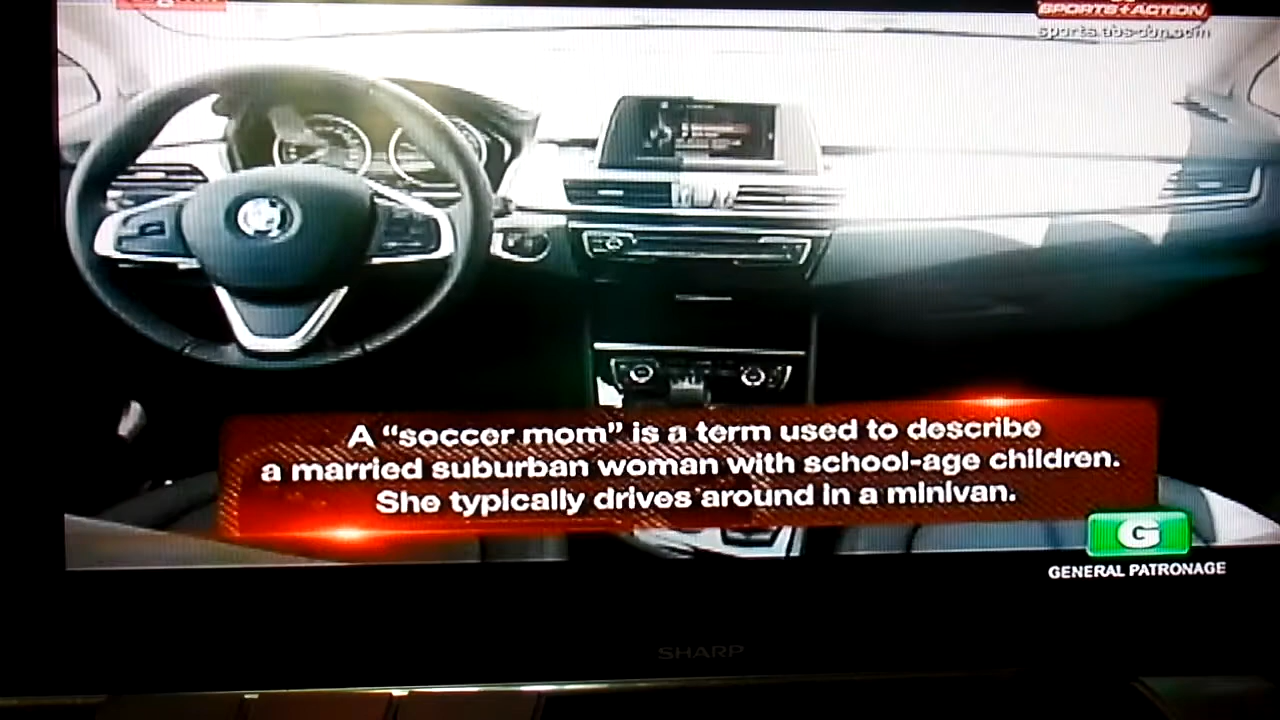 SPORTS+ACTION
sports.abs-cbn.com
A “soccer mom” is a term used to describe
a married suburban woman with school-age children.
She typically drives around in a minivan.
G
GENERAL PATRONAGE
SHARP